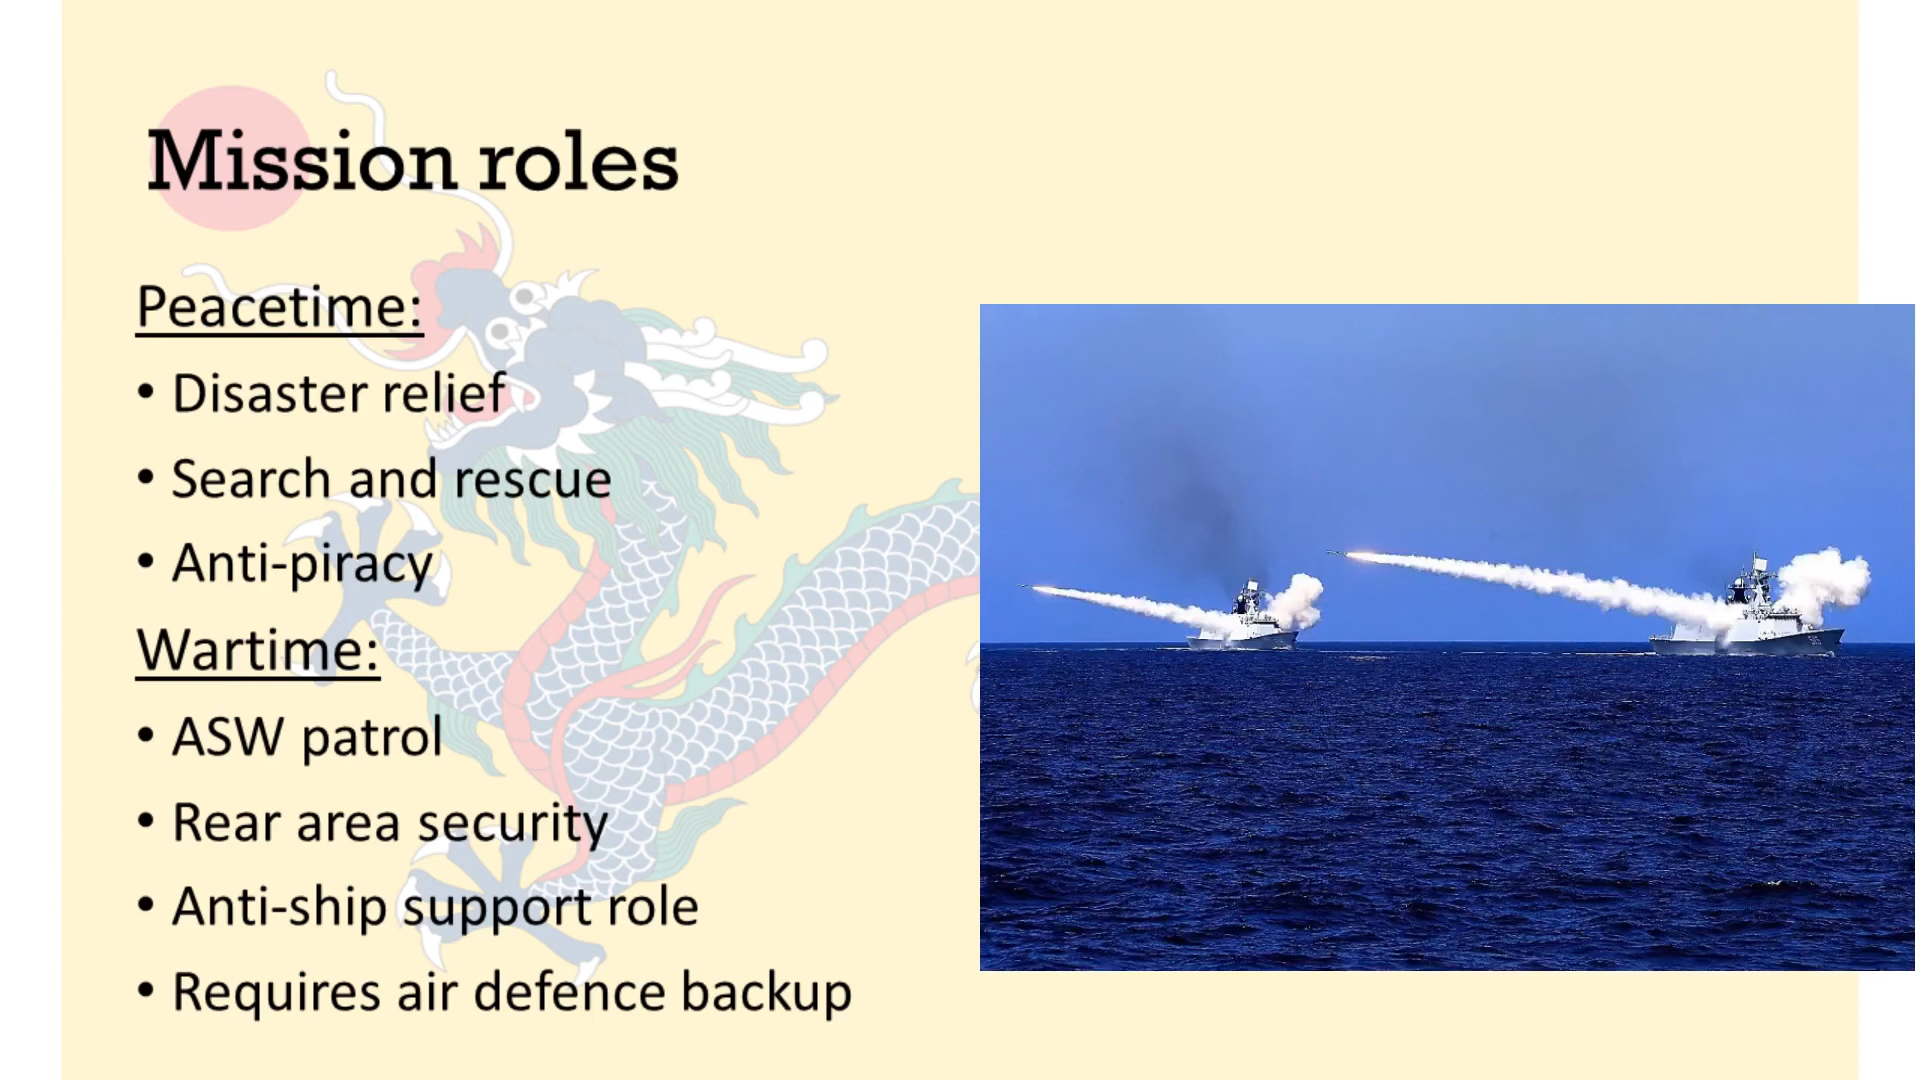 Mission roles
Peacetime:
• Disaster relief
• Search and rescue
• Anti-piracy
Wartime:
• ASW patrol
• Rear area security
• Anti-ship support role
• Requires air defence backup